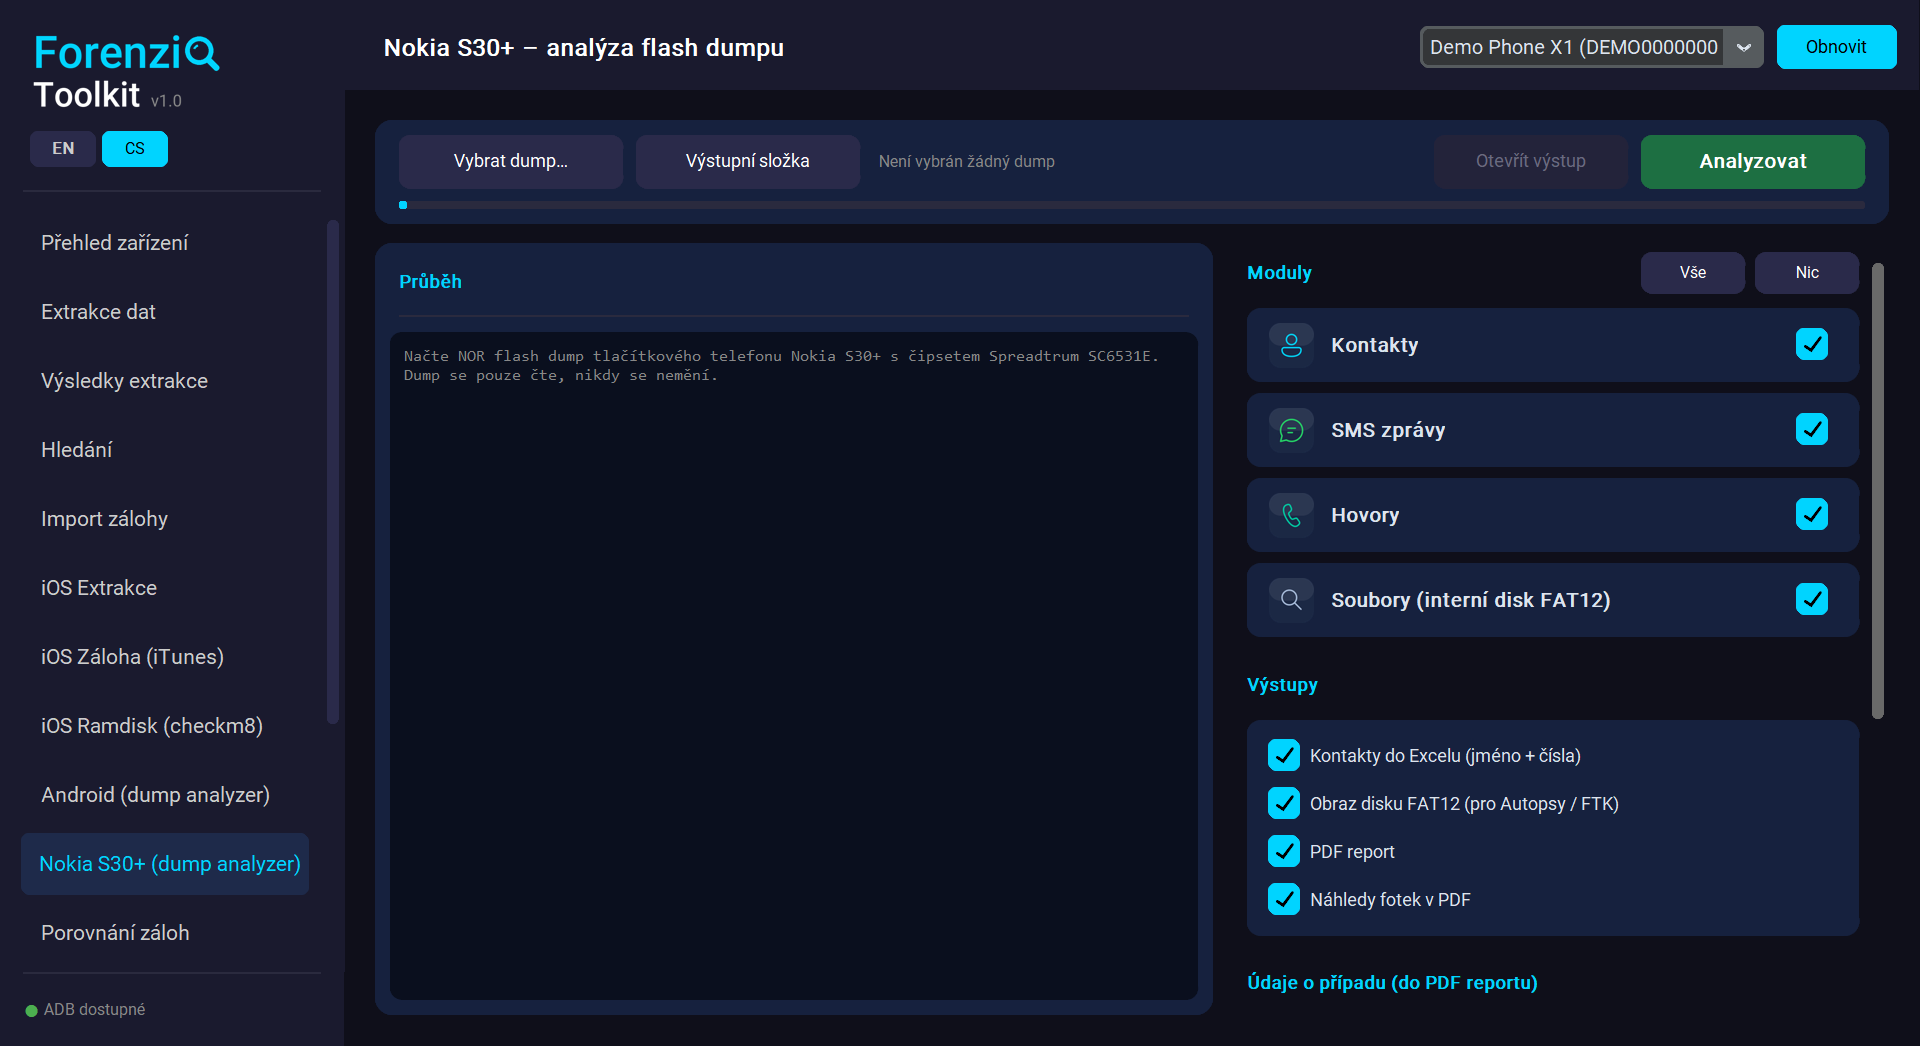 Forenzi
Toolkit v1.0
EN
CS
Přehled zařízení
Extrakce dat
Výsledky extrakce
Hledání
Import zálohy
iOS Extrakce
iOS Záloha (iTunes)
iOS Ramdisk (checkm8)
Android (dump analyzer)
Nokia S30+ (dump analyzer)
Porovnání záloh
ADB dostupné
Nokia S30+ – analýza flash dumpu
Demo Phone X1 (DEMO0000000
Obnovit
Vybrat dump...
Výstupní složka
Není vybrán žádný dump
Otevřít výstup
Analyzovat
Průběh
Načte NOR flash dump tlačítkového telefonu Nokia S30+ s čipsetem Spreadtrum SC6531E.
Dump se pouze čte, nikdy se nemění.
Moduly
Vše
Nic
Kontakty
SMS zprávy
Hovory
Soubory (interní disk FAT12)
Výstupy
Kontakty do Excelu (jméno + čísla)
Obraz disku FAT12 (pro Autopsy / FTK)
PDF report
Náhledy fotek v PDF
Údaje o případu (do PDF reportu)